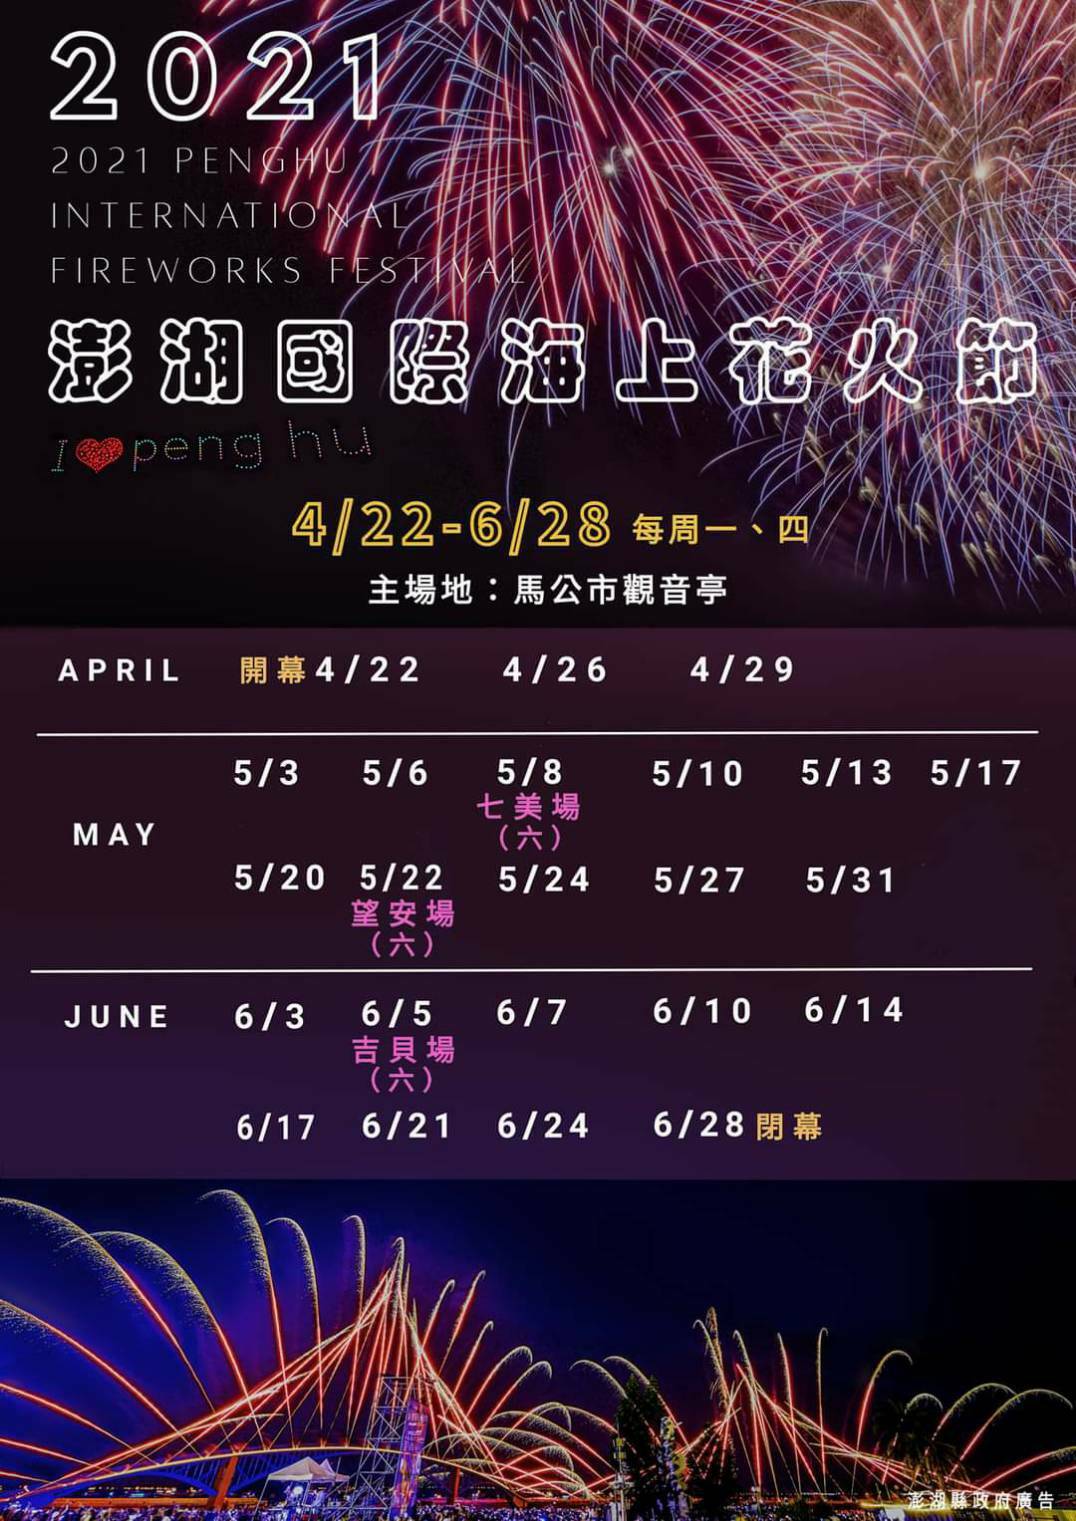 2021
2021 PENGHU
INTERNATIONAL
FIREWORKS FESTIVAL
澎湖國際海上花火節
I❤peng hu
4/22-6/28 每周一、四
主場地：馬公市觀音亭
APRIL 開幕4/22 4/26 4/29
5/3 5/6 5/8 5/10 5/13 5/17
七美場
（六）
MAY
5/20 5/22 5/24 5/27 5/31
望安場
（六）
JUNE 6/3 6/5 6/7 6/10 6/14
吉貝場
（六）
6/17 6/21 6/24 6/28 閉幕
澎湖縣政府廣告